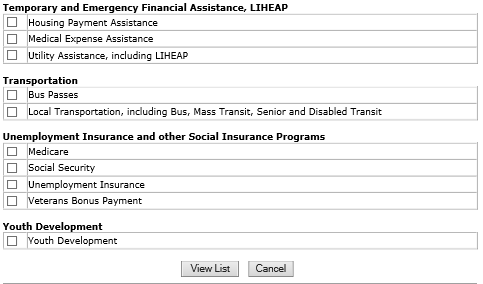 Temporary and Emergency Financial Assistance, LIHEAP
Housing Payment Assistance
Medical Expense Assistance
Utility Assistance, including LIHEAP
Transportation
Bus Passes
Local Transportation, including Bus, Mass Transit, Senior and Disabled Transit
Unemployment Insurance and other Social Insurance Programs
Medicare
Social Security
Unemployment Insurance
Veterans Bonus Payment
Youth Development
Youth Development
View List Cancel